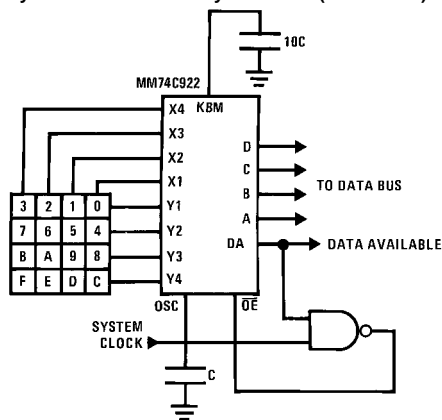 10C
MM74C922
X4 KBM
X3
X2
X1
Y1
Y2
Y3
Y4
D
C
B
A
DA
TO DATA BUS
DATA AVAILABLE
3 2 1 0
7 6 5 4
B A 9 8
F E D C
OSC OE
SYSTEM
CLOCK
C